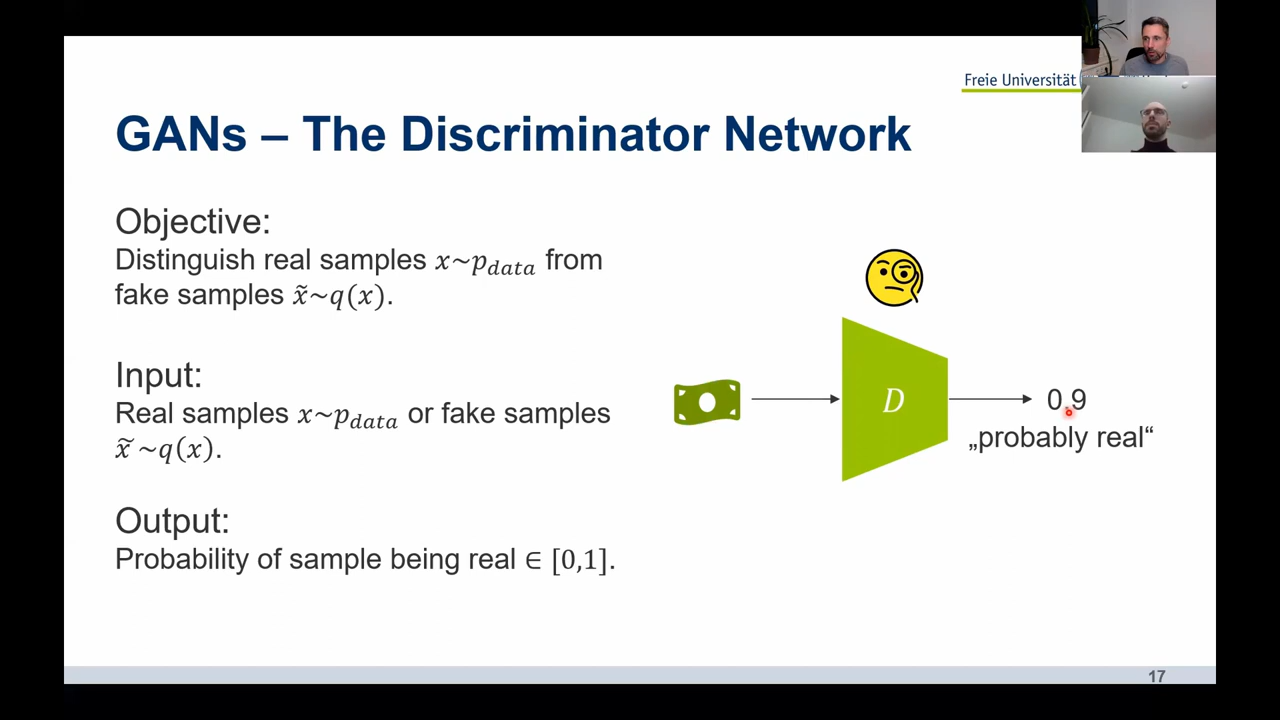 Freie Universität
GANs – The Discriminator Network
Objective:
Distinguish real samples x~p_data from
fake samples x̃~q(x).
Input:
Real samples x~p_data or fake samples
x̃ ~q(x).
Output:
Probability of sample being real ∈ [0,1].
D
0.9
„probably real“
17